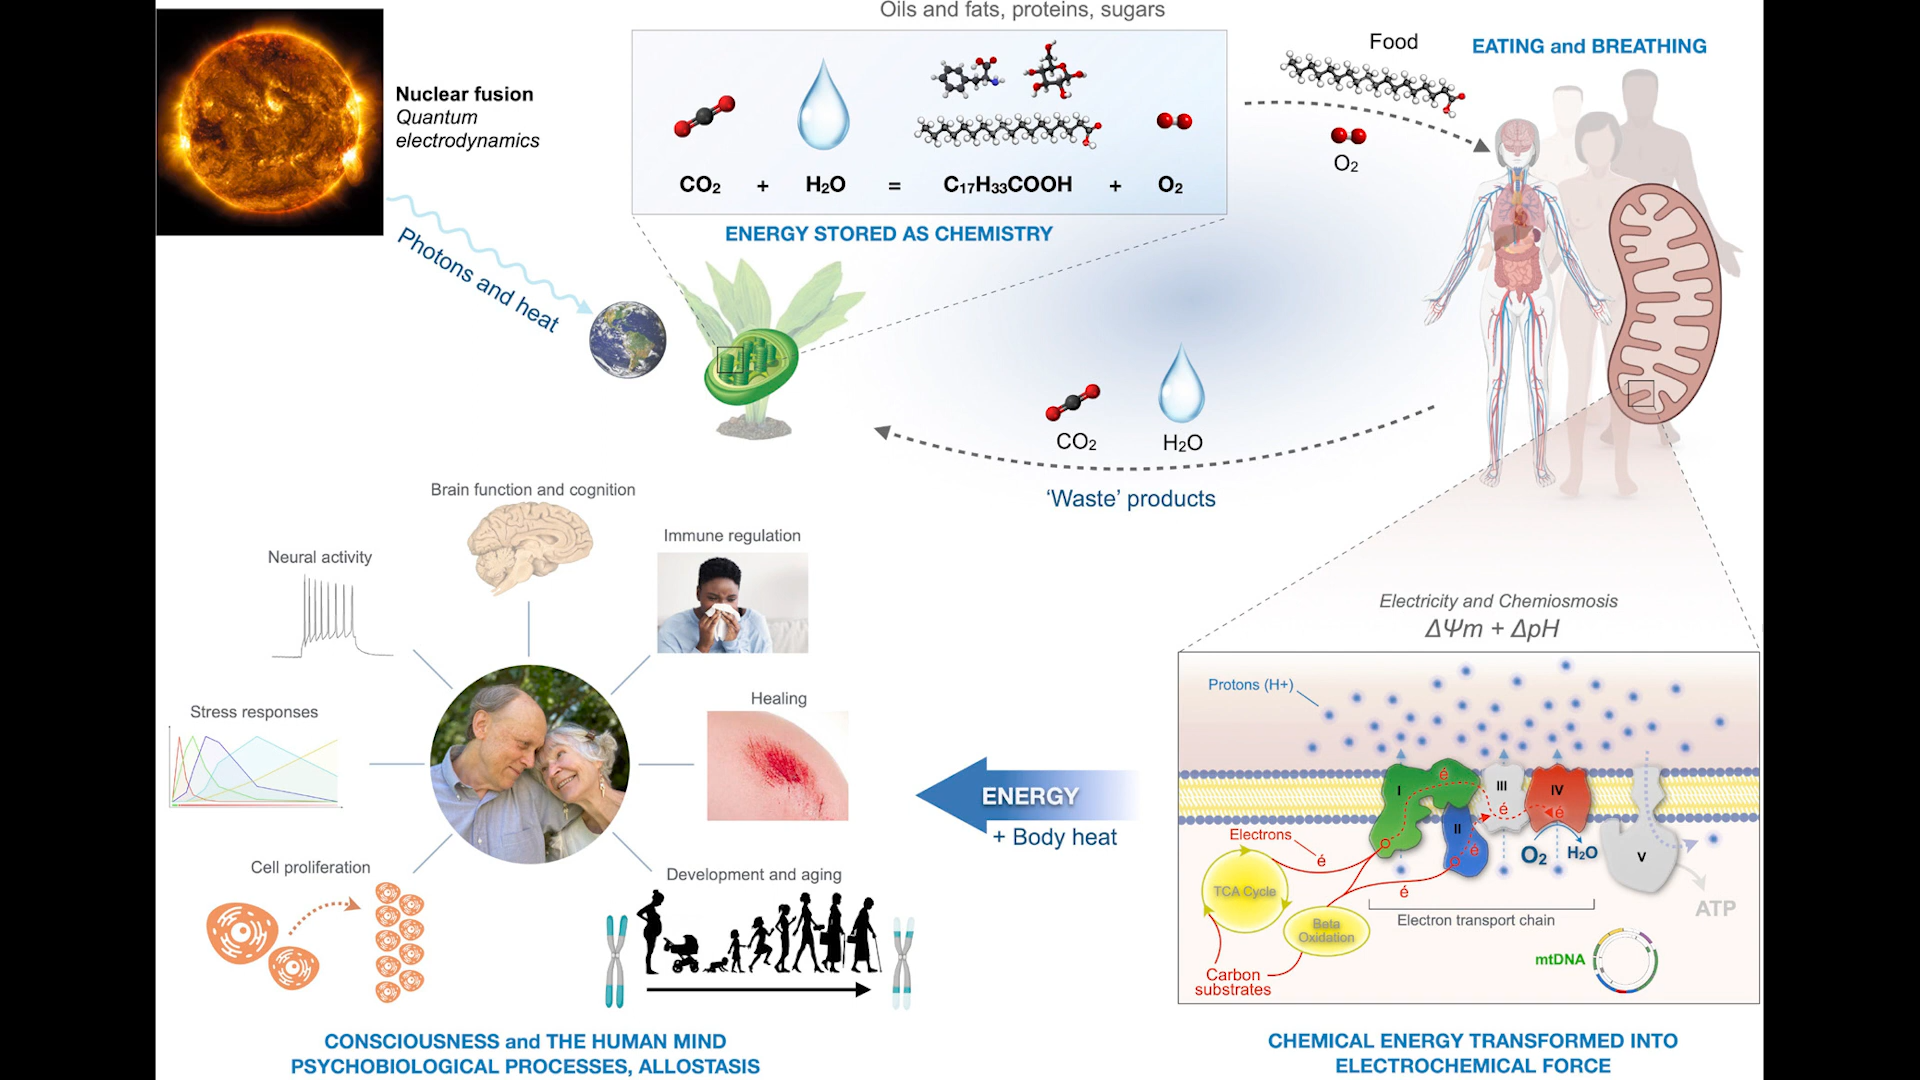 Oils and fats, proteins, sugars
Nuclear fusion
Quantum
electrodynamics
Photons and heat
CO₂ + H₂O = C₁₇H₃₃COOH + O₂
ENERGY STORED AS CHEMISTRY
Food
O₂
EATING and BREATHING
CO₂
H₂O
‘Waste’ products
Electricity and Chemiosmosis
ΔΨm + ΔpH
Protons (H+)
I
II
III
IV
V
é
é
é
é
é
é
Electrons
O₂
H₂O
TCA Cycle
Beta
Oxidation
Electron transport chain
ATP
mtDNA
Carbon
substrates
CHEMICAL ENERGY TRANSFORMED INTO
ELECTROCHEMICAL FORCE
ENERGY
+ Body heat
Brain function and cognition
Immune regulation
Neural activity
Healing
Stress responses
Cell proliferation
Development and aging
CONSCIOUSNESS and THE HUMAN MIND
PSYCHOBIOLOGICAL PROCESSES, ALLOSTASIS